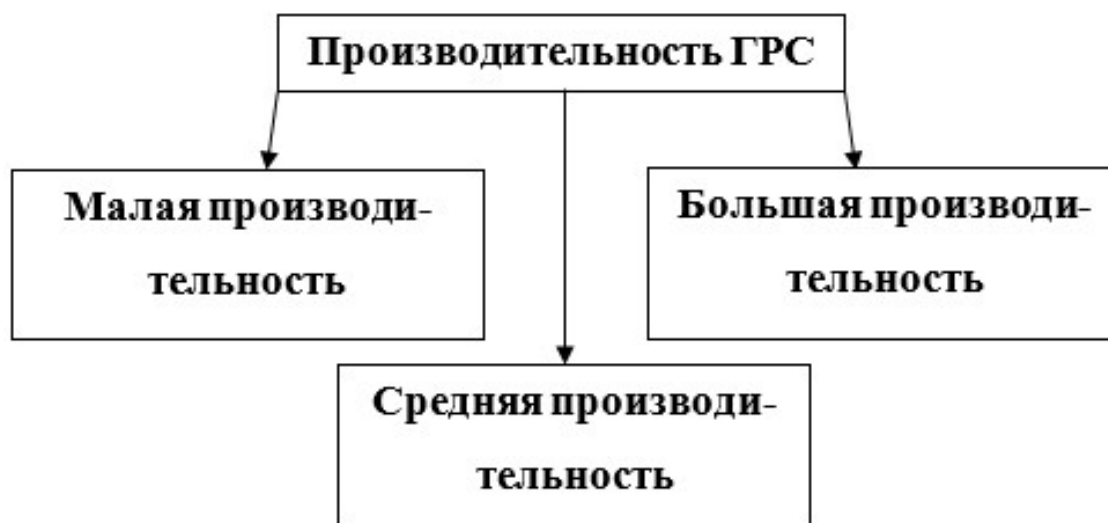 Производительность ГРС
Малая производи-
тельность
Большая производи-
тельность
Средняя производи-
тельность